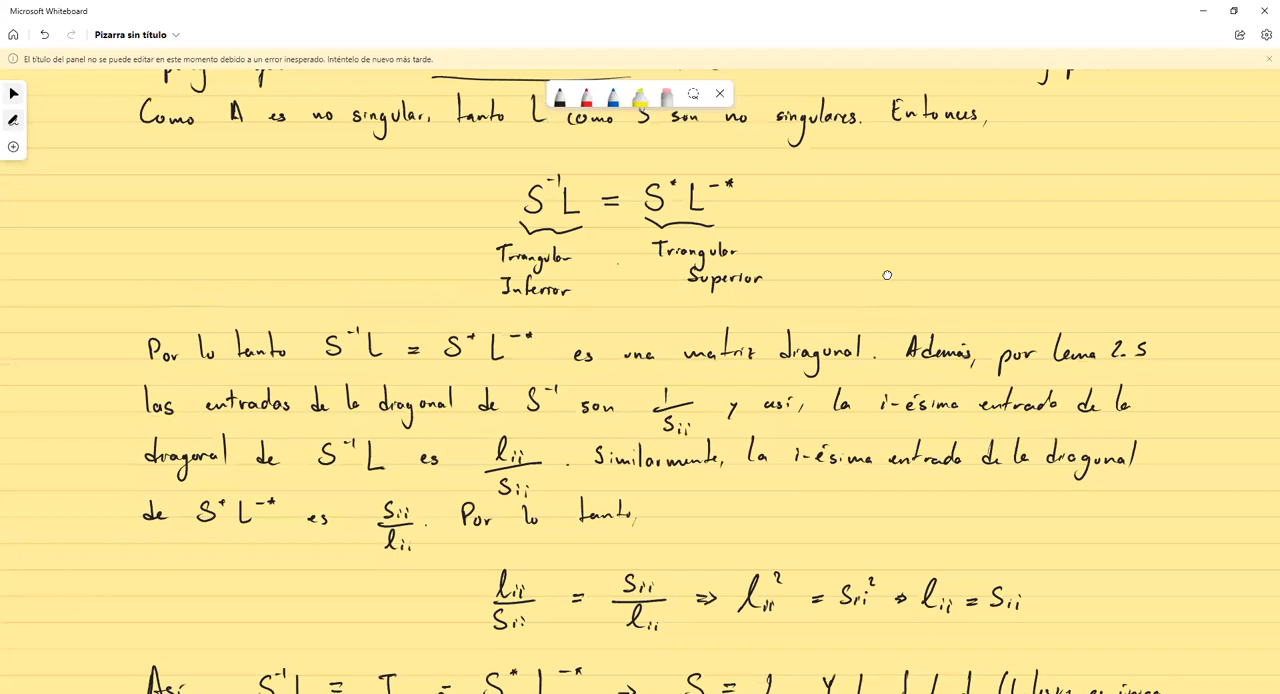 Microsoft Whiteboard
Pizarra sin título
El título del panel no se puede editar en este momento debido a un error inesperado. Inténtelo de nuevo más tarde.
Como A es no singular, tanto L como S son no singulares. Entonces,
S⁻¹L = S* L⁻*
Triangular Triangular
Inferior Superior
Por lo tanto S⁻¹L = S* L⁻* es una matriz diagonal. Además, por lema 2.5
las entradas de la diagonal de S⁻¹ son 1/Sᵢᵢ y así, la i-ésima entrada de la
diagonal de S⁻¹L es lᵢᵢ/Sᵢᵢ. Similarmente, la i-ésima entrada de la diagonal
de S* L⁻* es Sᵢᵢ/lᵢᵢ. Por lo tanto,
lᵢᵢ/Sᵢᵢ = Sᵢᵢ/lᵢᵢ ⇒ lᵢᵢ² = Sᵢᵢ² ⇒ lᵢᵢ = Sᵢᵢ
Así S⁻¹L = I = S* L⁻*